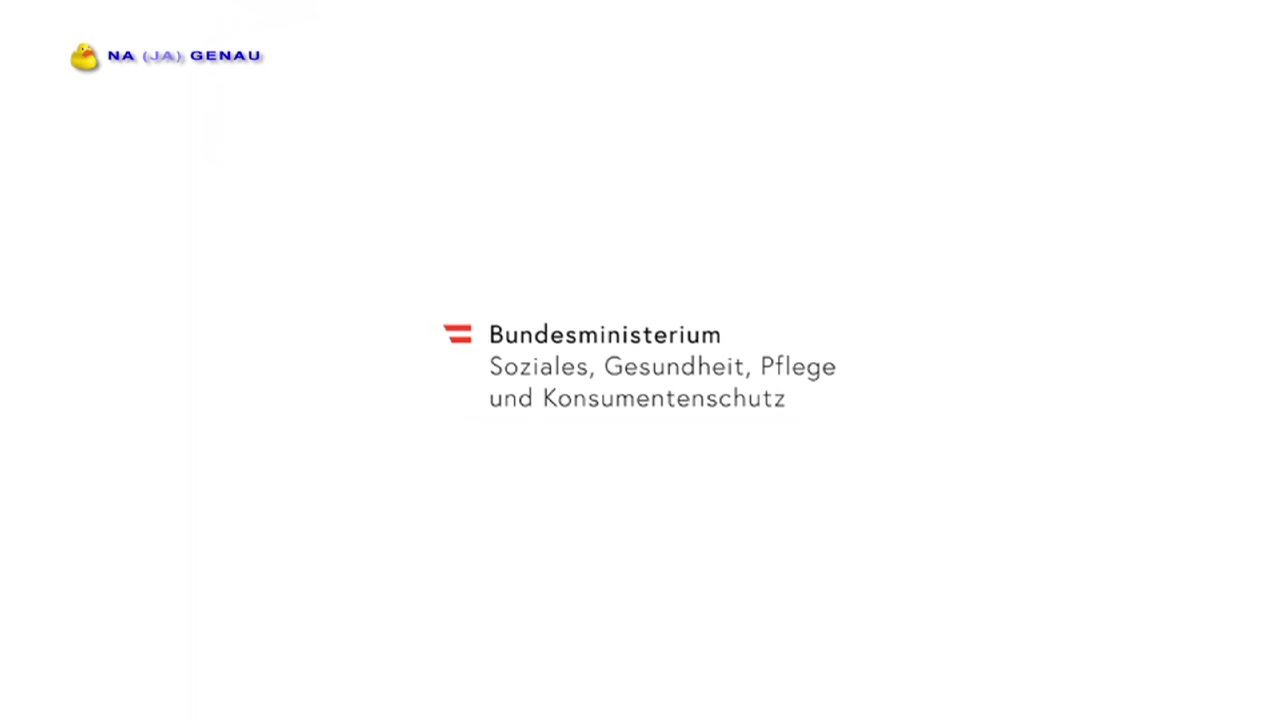 NA (JA) GENAU
Bundesministerium
Soziales, Gesundheit, Pflege
und Konsumentenschutz